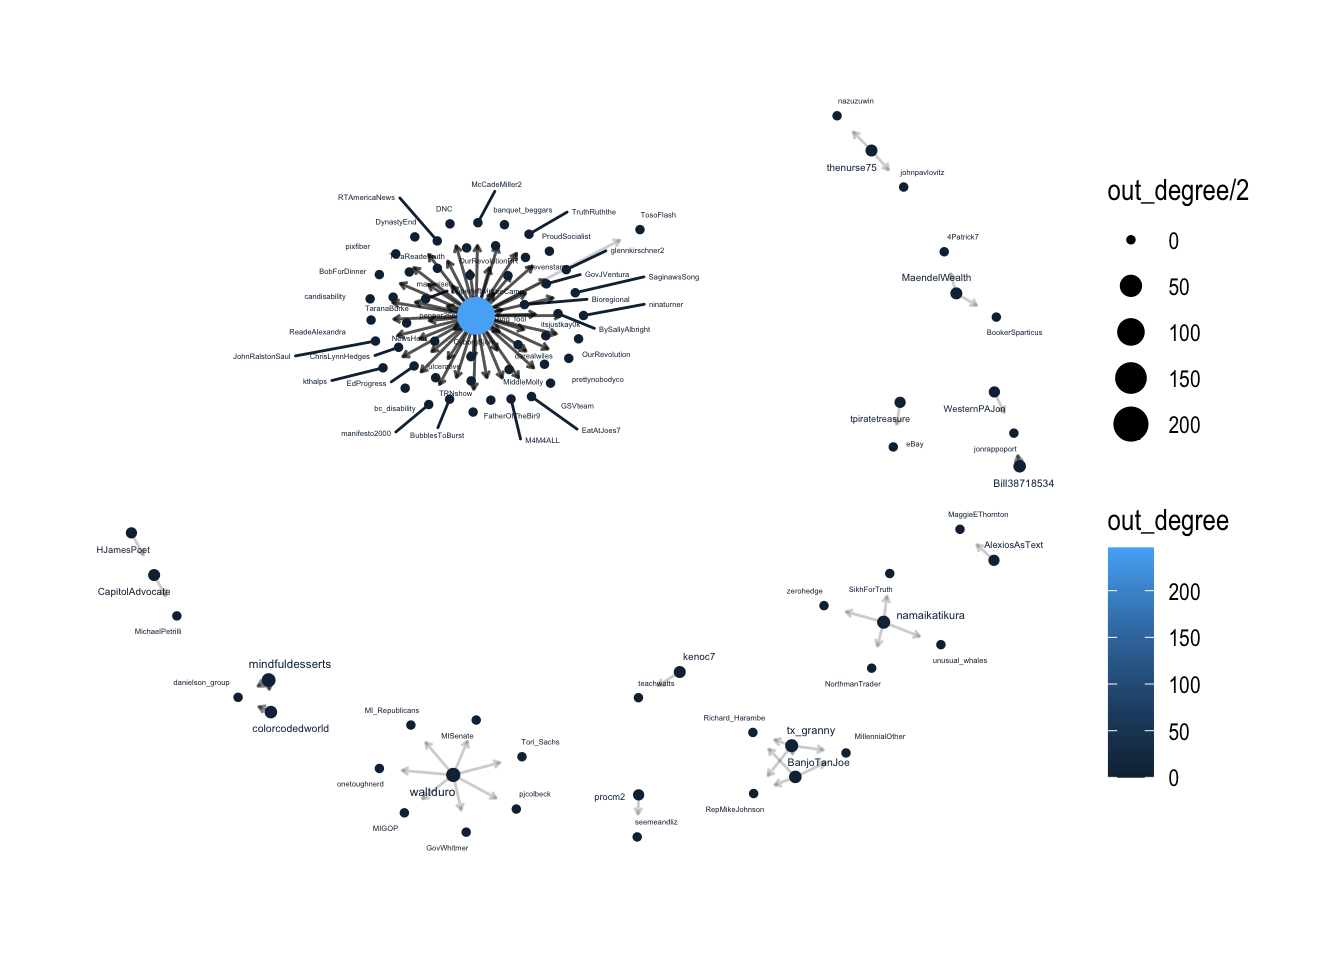 nazuzuwin
thenurse75
johnpavlovitz
out_degree/2
0
50
100
150
200
McCadeMiller2
RTAmericaNews
DNC
banquet_beggars
TruthRuththe
TosoFlash
DynastyEnd
ProudSocialist
pixfiber
TaraReadeTruth
OurRevolutionPR
glennkirschner2
BobForDinner
GovJVentura
SaginawsSong
candisability
Bioregional
ninaturner
TaranaBurke
itsjustkayok
BySallyAlbright
ReadeAlexandra
NewsHour
JohnRalstonSaul
ChrisLynnHedges
darealwiles
OurRevolution
kthalps
EdProgress
MiddleMolly
prettynobodyco
TRNshow
bc_disability
FatherOfTheBir9
GSVteam
manifesto2000
BubblesToBurst
M4M4ALL
EatAtJoes7
4Patrick7
MaendelWealth
BookerSparticus
WesternPAJon
tpiratetreasure
eBay
jonrappoport
Bill38718534
MaggieEThornton
AlexiosAsText
out_degree
200
150
100
50
0
HJamesPoet
CapitolAdvocate
MichaelPetrilli
zerohedge
SikhForTruth
namaikatikura
unusual_whales
NorthmanTrader
mindfuldesserts
danielson_group
colorcodedworld
kenoc7
teachwatts
MI_Republicans
MISenate
Tori_Sachs
onetoughnerd
waltduro
pjcolbeck
MIGOP
GovWhitmer
Richard_Harambe
tx_granny
MillennialOther
BanjoTanJoe
RepMikeJohnson
procm2
seemeandliz